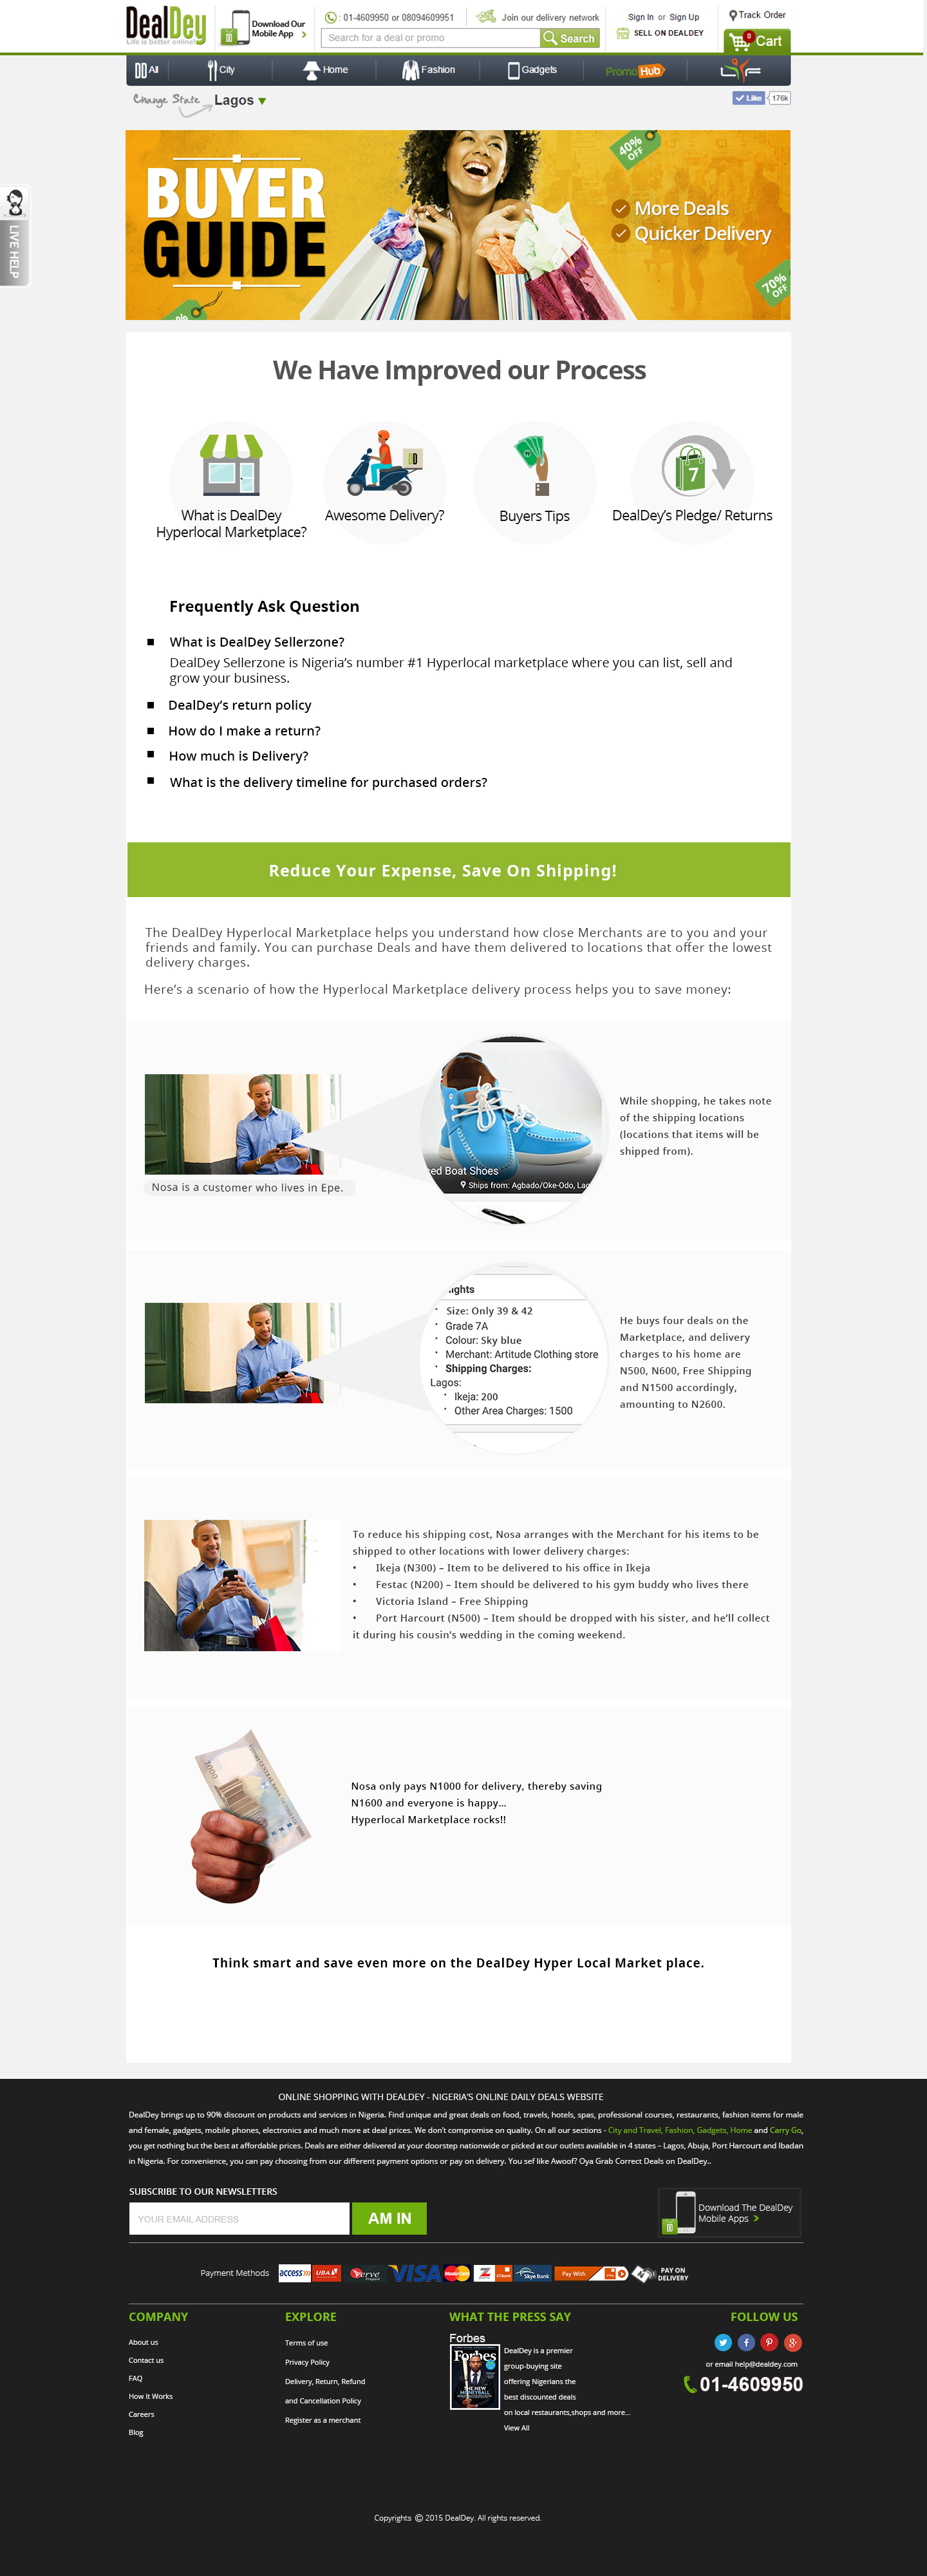 DealDey
Life is better online!
Download Our
Mobile App
: 01-4609950 or 08094609951
Join our delivery network
Sign In or Sign Up
Track Order
Search for a deal or promo
Search
SELL ON DEALDEY
0
Cart
All
City
Home
Fashion
Gadgets
PromoHub
Change State
Lagos
Like
176k
LIVE HELP
BUYER
GUIDE
40%
OFF
More Deals
Quicker Delivery
70%
OFF
%
We Have Improved our Process
7
What is DealDey
Hyperlocal Marketplace?
Awesome Delivery?
Buyers Tips
DealDey's Pledge/ Returns
Frequently Ask Question
What is DealDey Sellerzone?
DealDey Sellerzone is Nigeria's number #1 Hyperlocal marketplace where you can list, sell and
grow your business.
DealDey's return policy
How do I make a return?
How much is Delivery?
What is the delivery timeline for purchased orders?
Reduce Your Expense, Save On Shipping!
The DealDey Hyperlocal Marketplace helps you understand how close Merchants are to you and your
friends and family. You can purchase Deals and have them delivered to locations that offer the lowest
delivery charges.
Here's a scenario of how the Hyperlocal Marketplace delivery process helps you to save money:
Nosa is a customer who lives in Epe.
ced Boat Shoes
Ships from: Agbado/Oke-Odo, Lag
While shopping, he takes note
of the shipping locations
(locations that items will be
shipped from).
ights
• Size: Only 39 & 42
• Grade 7A
• Colour: Sky blue
• Merchant: Artitude Clothing store
• Shipping Charges:
Lagos:
• Ikeja: 200
• Other Area Charges: 1500
He buys four deals on the
Marketplace, and delivery
charges to his home are
N500, N600, Free Shipping
and N1500 accordingly,
amounting to N2600.
To reduce his shipping cost, Nosa arranges with the Merchant for his items to be
shipped to other locations with lower delivery charges:
• Ikeja (N300) – Item to be delivered to his office in Ikeja
• Festac (N200) – Item should be delivered to his gym buddy who lives there
• Victoria Island – Free Shipping
• Port Harcourt (N500) – Item should be dropped with his sister, and he'll collect
it during his cousin's wedding in the coming weekend.
Nosa only pays N1000 for delivery, thereby saving
N1600 and everyone is happy...
Hyperlocal Marketplace rocks!!
Think smart and save even more on the DealDey Hyper Local Market place.
ONLINE SHOPPING WITH DEALDEY - NIGERIA'S ONLINE DAILY DEALS WEBSITE
DealDey brings up to 90% discount on products and services in Nigeria. Find unique and great deals on food, travels, hotels, spas, professional courses, restaurants, fashion items for male
and female, gadgets, mobile phones, electronics and much more at deal prices. We don't compromise on quality. On all our sections - City and Travel, Fashion, Gadgets, Home and Carry Go,
you get nothing but the best at affordable prices. Deals are either delivered at your doorstep nationwide or picked at our outlets available in 4 states – Lagos, Abuja, Port Harcourt and Ibadan
in Nigeria. For convenience, you can pay choosing from our different payment options or pay on delivery. You sef like Awoof? Oya Grab Correct Deals on DealDey..
SUBSCRIBE TO OUR NEWSLETTERS
YOUR EMAIL ADDRESS
AM IN
Download The DealDey
Mobile Apps
Payment Methods
access
UBA
Verve
VISA
MasterCard
GTBank
Skye Bank
Pay With
PAY ON
DELIVERY
COMPANY
About us
Contact us
FAQ
How It Works
Careers
Blog
EXPLORE
Terms of use
Privacy Policy
Delivery, Return, Refund
and Cancellation Policy
Register as a merchant
WHAT THE PRESS SAY
Forbes
Forbes
DealDey is a premier
group-buying site
offering Nigerians the
best discounted deals
on local restaurants,shops and more...
View All
FOLLOW US
or email help@dealdey.com
01-4609950
Copyrights © 2015 DealDey. All rights reserved.